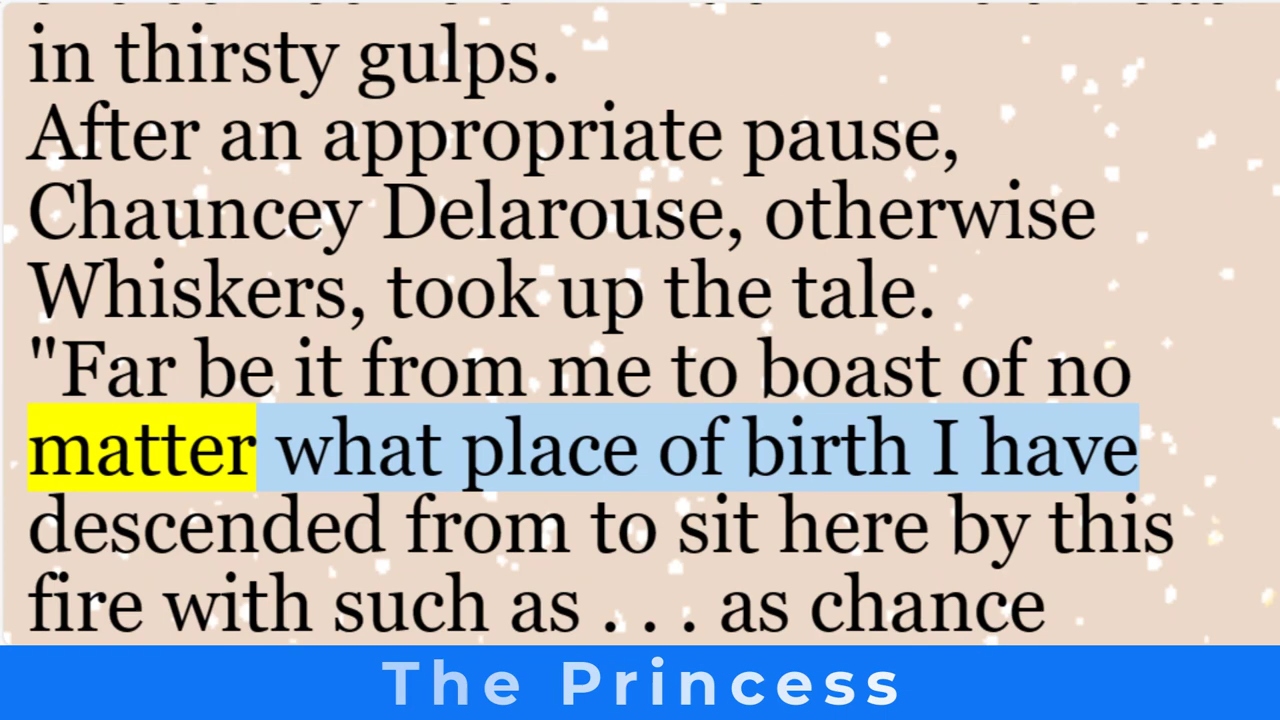 in thirsty gulps.
After an appropriate pause,
Chauncey Delarouse, otherwise
Whiskers, took up the tale.
"Far be it from me to boast of no
matter what place of birth I have
descended from to sit here by this
fire with such as . . . as chance
The Princess